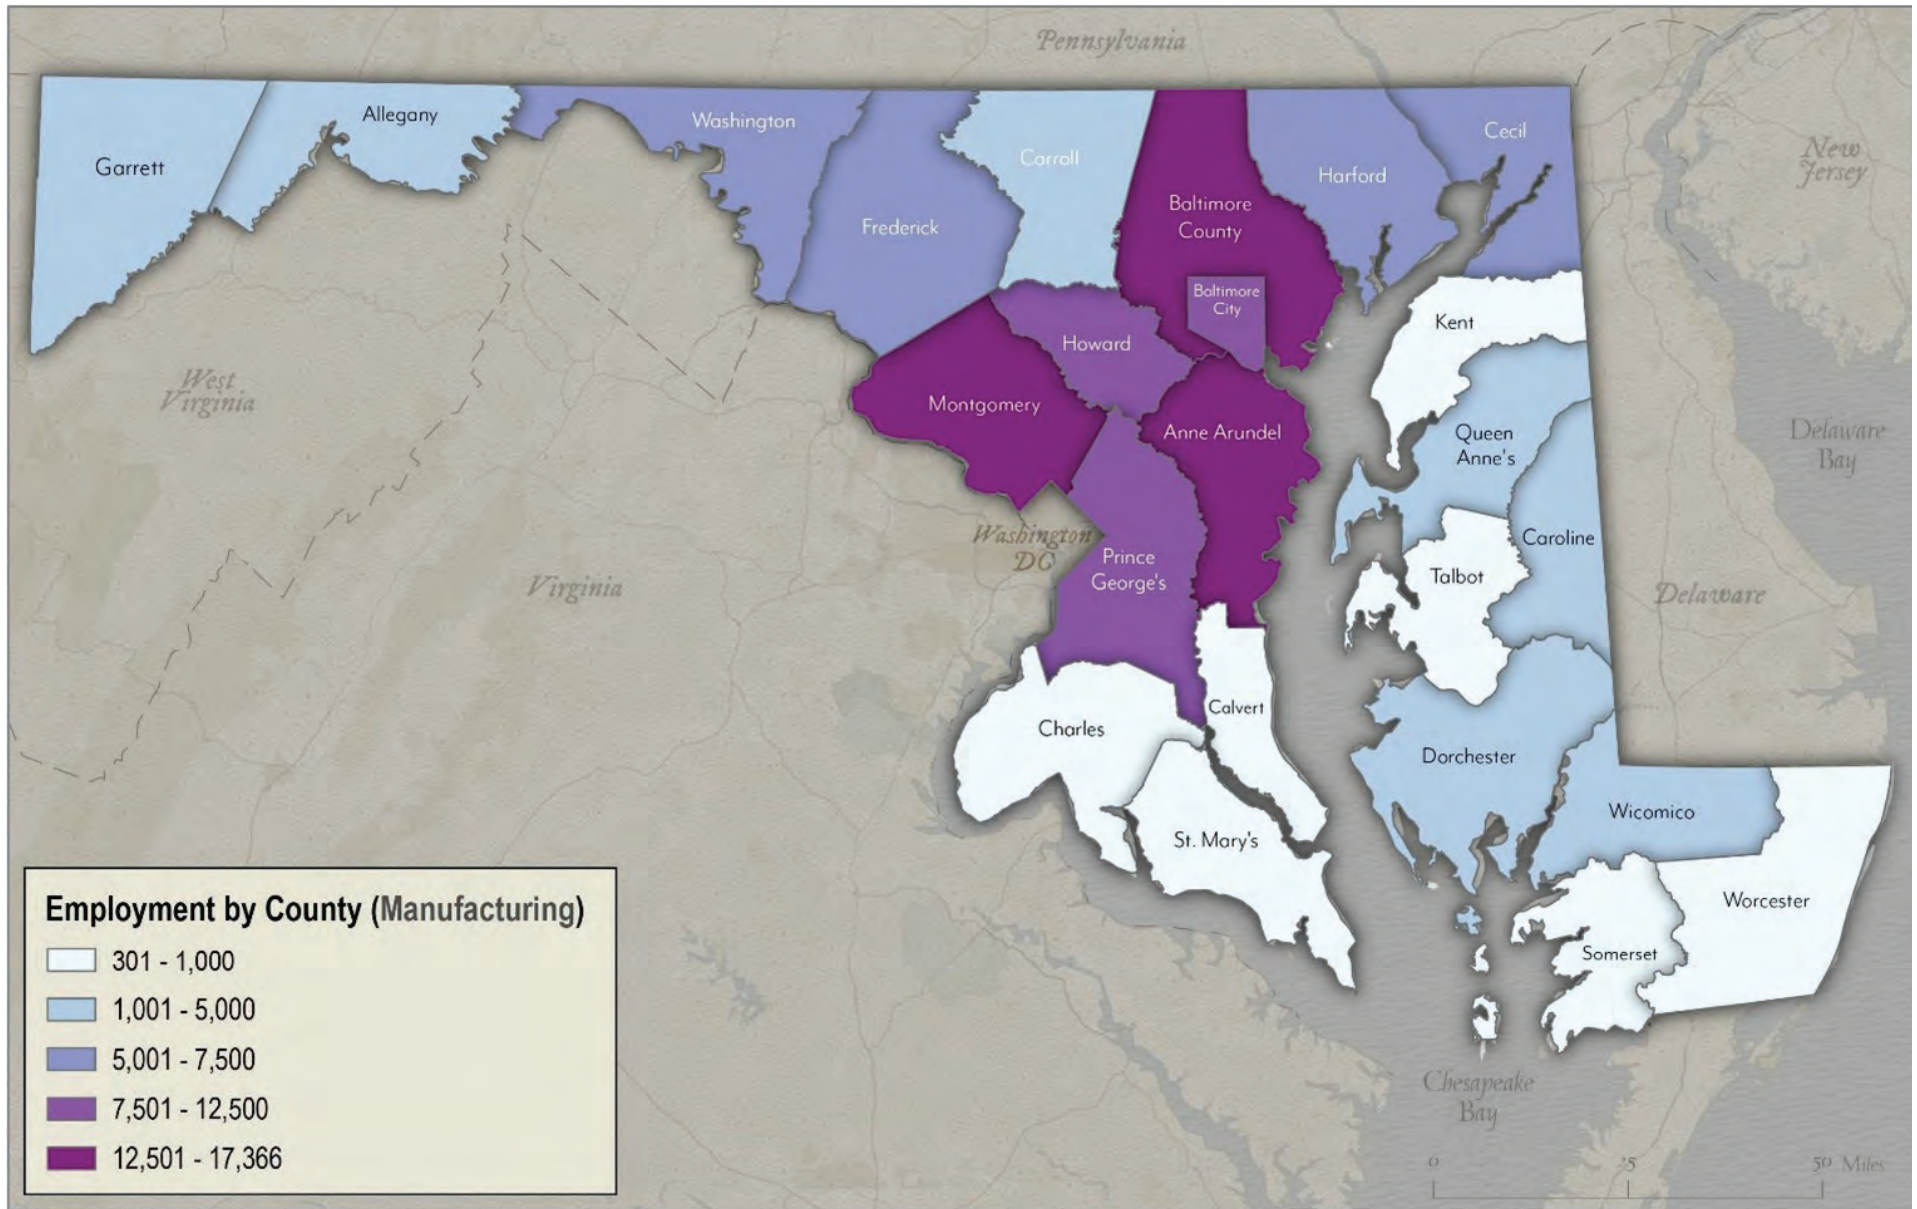 Pennsylvania
Allegany
Washington
Cecil
New
Jersey
Garrett
Carroll
Harford
Baltimore
County
Frederick
Baltimore
City
Kent
Howard
West
Virginia
Montgomery
Anne Arundel
Queen
Anne's
Delaware
Bay
Washington
DC
Caroline
Prince
George's
Talbot
Virginia
Delaware
Calvert
Charles
Dorchester
Wicomico
St. Mary's
Worcester
Somerset
Employment by County (Manufacturing)
301 - 1,000
1,001 - 5,000
5,001 - 7,500
7,501 - 12,500
12,501 - 17,366
Chesapeake
Bay
0 25 50 Miles